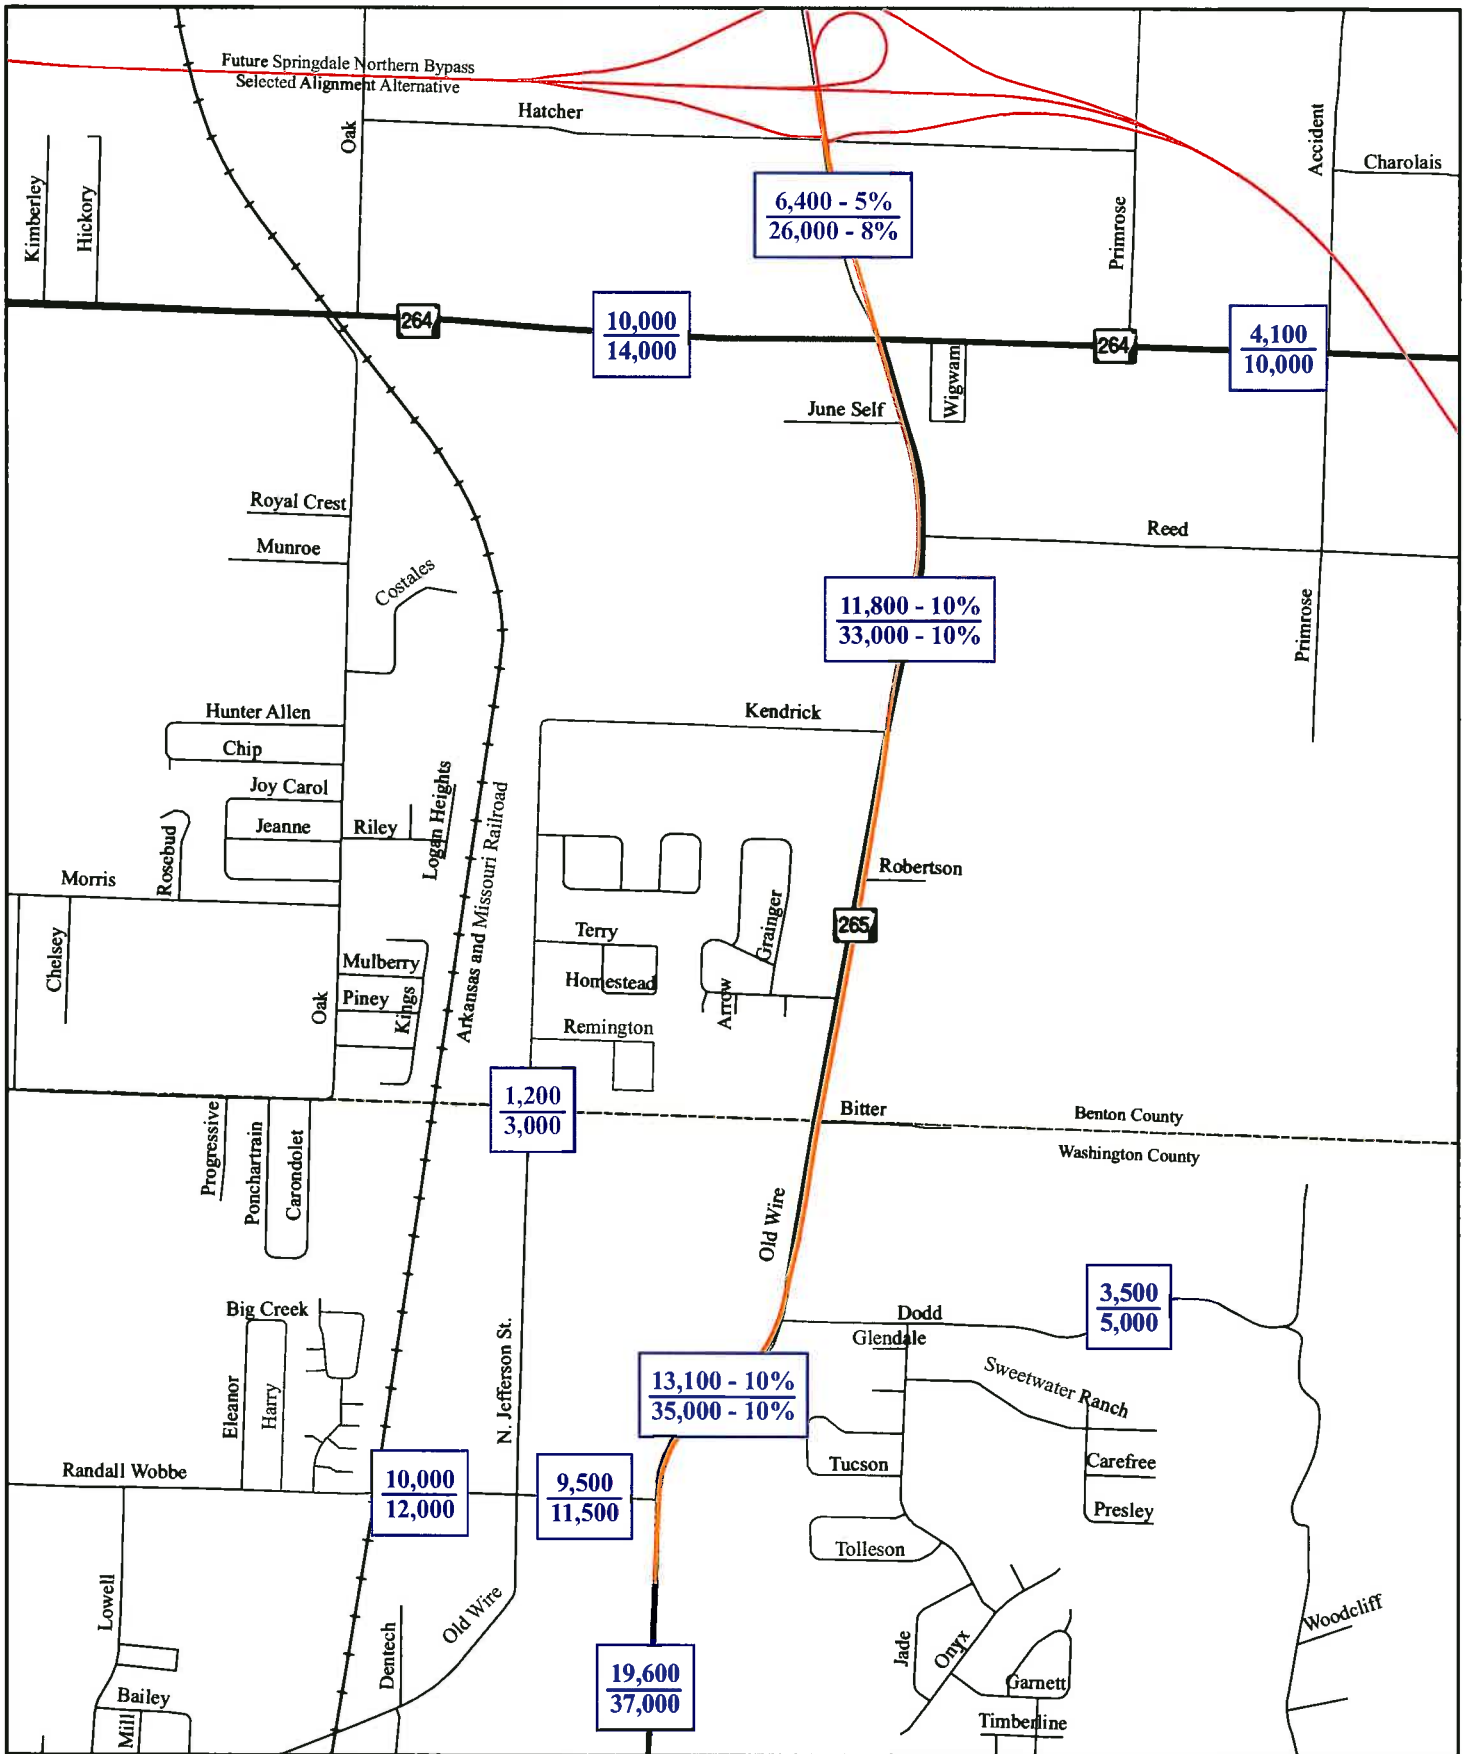 Future Springdale Northern Bypass
Selected Alignment Alternative
Hatcher
Oak
Accident
Charolais
Kimberley
Hickory
Primrose
6,400 - 5%
26,000 - 8%
264
10,000
14,000
264
4,100
10,000
June Self
Wigwam
Royal Crest
Munroe
Reed
Costales
11,800 - 10%
33,000 - 10%
Primrose
Hunter Allen
Kendrick
Chip
Joy Carol
Jeanne
Riley
Logan Heights
Arkansas and Missouri Railroad
Rosebud
Morris
Robertson
265
Grainger
Chelsey
Terry
Mulberry
Homestead
Piney
Kings
Oak
Arrow
Remington
1,200
3,000
Bitter
Benton County
Washington County
Progressive
Ponchartrain
Carondolet
Old Wire
Big Creek
3,500
5,000
Dodd
Glendale
N. Jefferson St.
13,100 - 10%
35,000 - 10%
Sweetwater Ranch
Eleanor
Harry
Randall Wobbe
10,000
12,000
9,500
11,500
Tucson
Carefree
Presley
Tolleson
Lowell
Old Wire
Dentech
Woodcliff
Jade
Onyx
19,600
37,000
Garnett
Bailey
Mill
Timberline